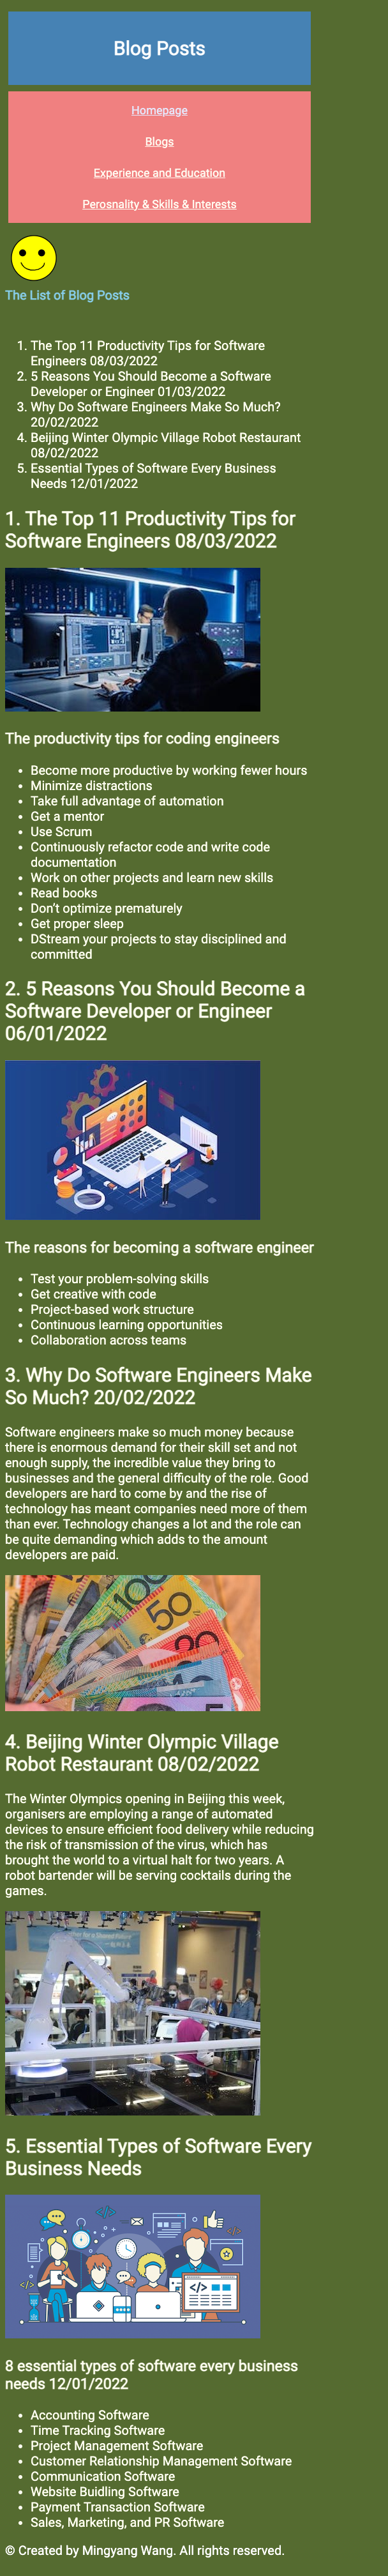 Blog Posts
Homepage
Blogs
Experience and Education
Perosnality & Skills & Interests
The List of Blog Posts
1. The Top 11 Productivity Tips for Software
Engineers 08/03/2022
2. 5 Reasons You Should Become a Software
Developer or Engineer 01/03/2022
3. Why Do Software Engineers Make So Much?
20/02/2022
4. Beijing Winter Olympic Village Robot Restaurant
08/02/2022
5. Essential Types of Software Every Business
Needs 12/01/2022
1. The Top 11 Productivity Tips for
Software Engineers 08/03/2022
The productivity tips for coding engineers
• Become more productive by working fewer hours
• Minimize distractions
• Take full advantage of automation
• Get a mentor
• Use Scrum
• Continuously refactor code and write code
documentation
• Work on other projects and learn new skills
• Read books
• Don’t optimize prematurely
• Get proper sleep
• DStream your projects to stay disciplined and
committed
2. 5 Reasons You Should Become a
Software Developer or Engineer
06/01/2022
The reasons for becoming a software engineer
• Test your problem-solving skills
• Get creative with code
• Project-based work structure
• Continuous learning opportunities
• Collaboration across teams
3. Why Do Software Engineers Make
So Much? 20/02/2022
Software engineers make so much money because
there is enormous demand for their skill set and not
enough supply, the incredible value they bring to
businesses and the general difficulty of the role. Good
developers are hard to come by and the rise of
technology has meant companies need more of them
than ever. Technology changes a lot and the role can
be quite demanding which adds to the amount
developers are paid.
100
50
20
4. Beijing Winter Olympic Village
Robot Restaurant 08/02/2022
The Winter Olympics opening in Beijing this week,
organisers are employing a range of automated
devices to ensure efficient food delivery while reducing
the risk of transmission of the virus, which has
brought the world to a virtual halt for two years. A
robot bartender will be serving cocktails during the
games.
5. Essential Types of Software Every
Business Needs
8 essential types of software every business
needs 12/01/2022
• Accounting Software
• Time Tracking Software
• Project Management Software
• Customer Relationship Management Software
• Communication Software
• Website Buidling Software
• Payment Transaction Software
• Sales, Marketing, and PR Software
© Created by Mingyang Wang. All rights reserved.